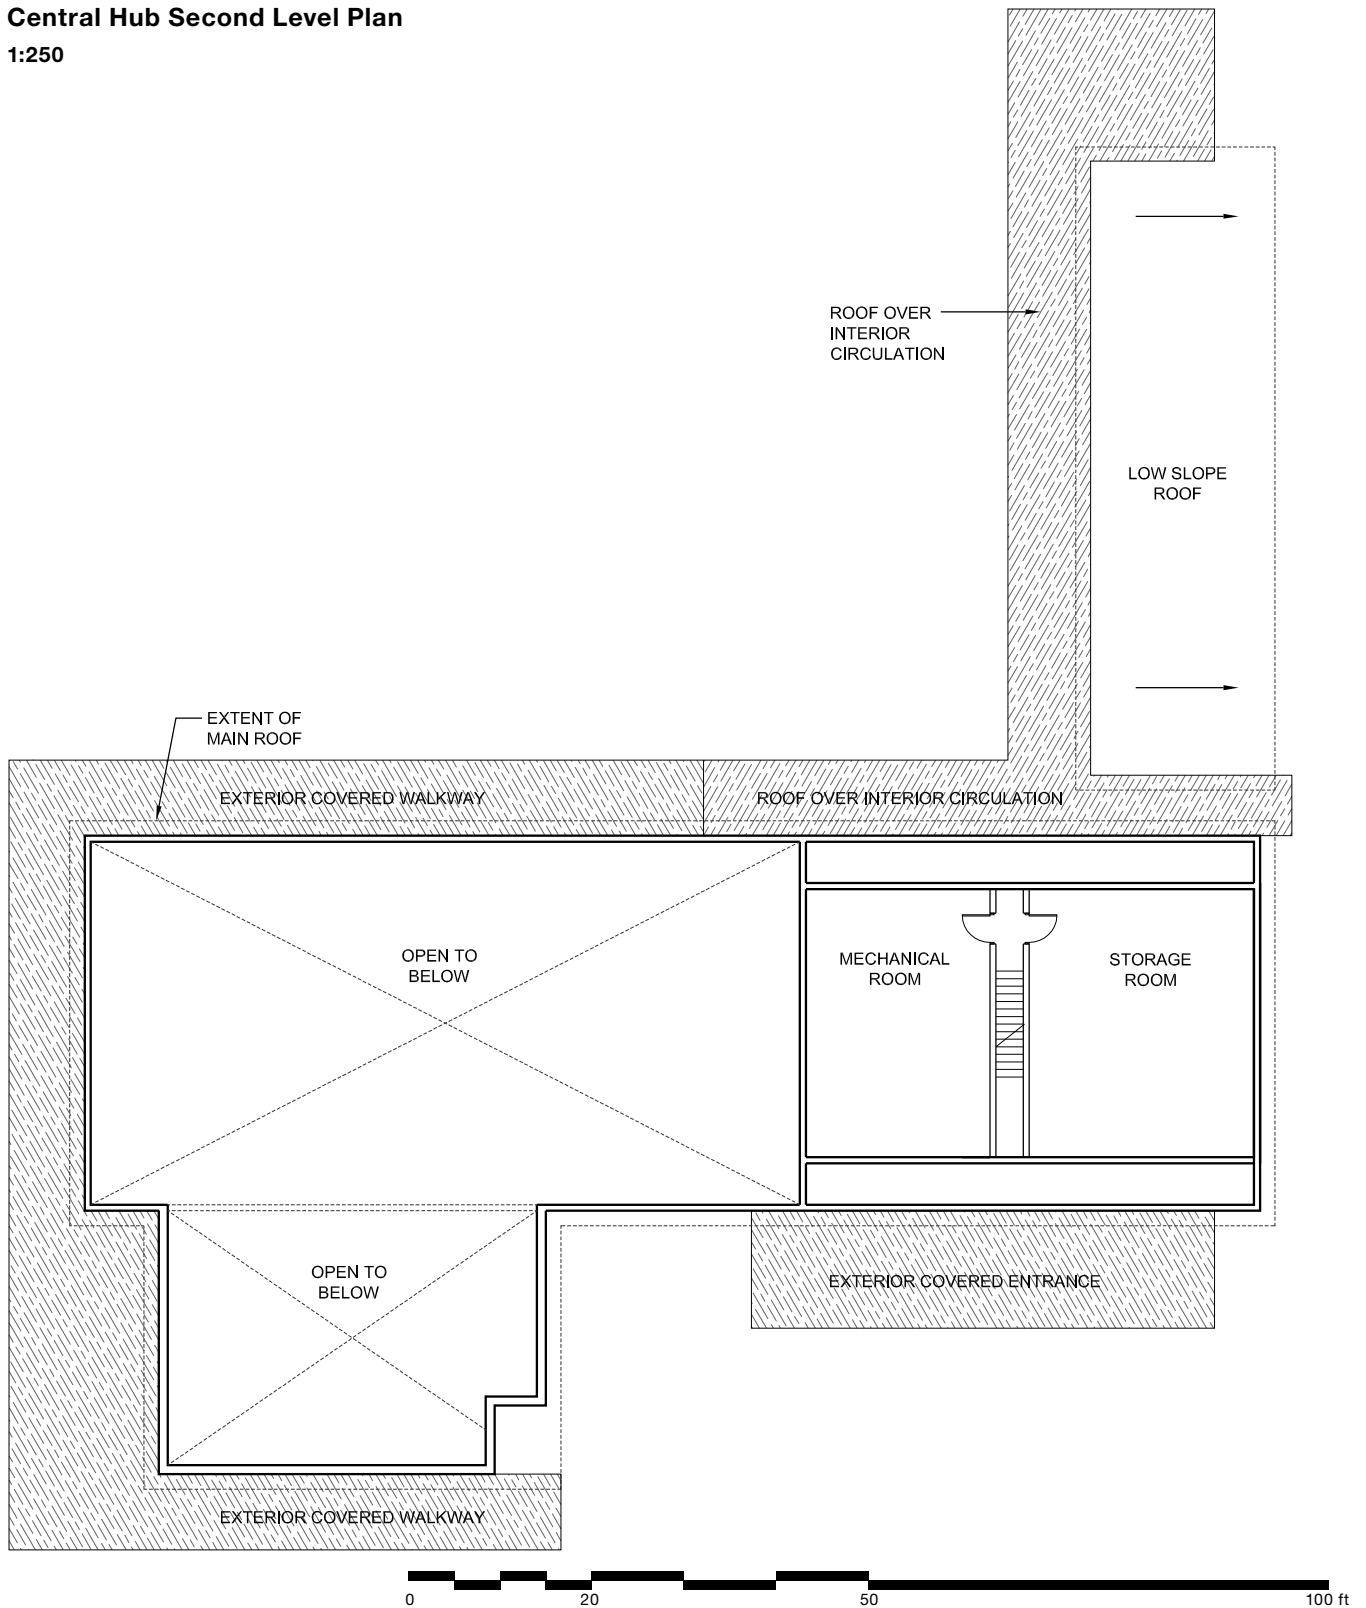 Central Hub Second Level Plan
1:250
ROOF OVER
INTERIOR
CIRCULATION
LOW SLOPE
ROOF
EXTENT OF
MAIN ROOF
EXTERIOR COVERED WALKWAY
ROOF OVER INTERIOR CIRCULATION
OPEN TO
BELOW
MECHANICAL
ROOM
STORAGE
ROOM
OPEN TO
BELOW
EXTERIOR COVERED ENTRANCE
EXTERIOR COVERED WALKWAY
0 20 50 100 ft